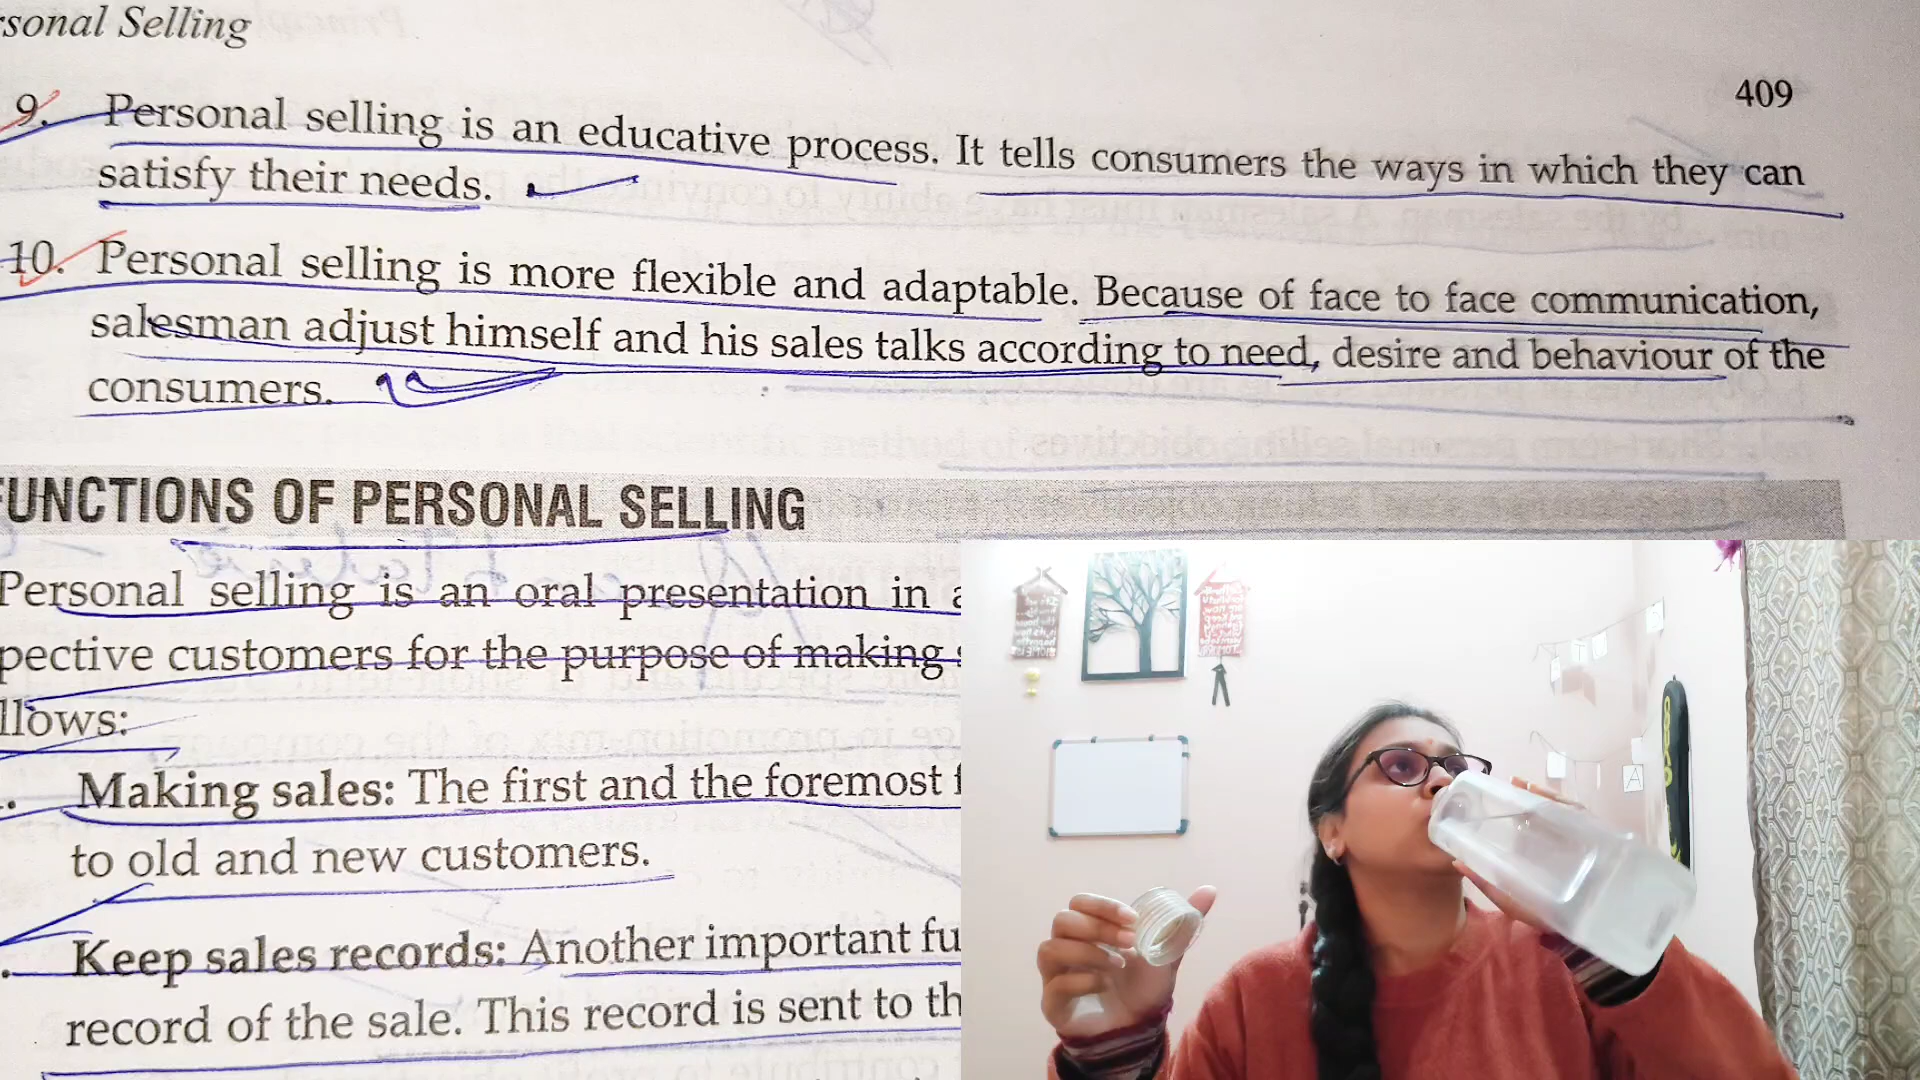 rsonal Selling
409
9. Personal selling is an educative process. It tells consumers the ways in which they can
satisfy their needs.
10. Personal selling is more flexible and adaptable. Because of face to face communication,
salesman adjust himself and his sales talks according to need, desire and behaviour of the
consumers.
FUNCTIONS OF PERSONAL SELLING
Personal selling is an oral presentation in a
pective customers for the purpose of making
llows:
Making sales: The first and the foremost f
to old and new customers.
Keep sales records: Another important fu
record of the sale. This record is sent to th
A